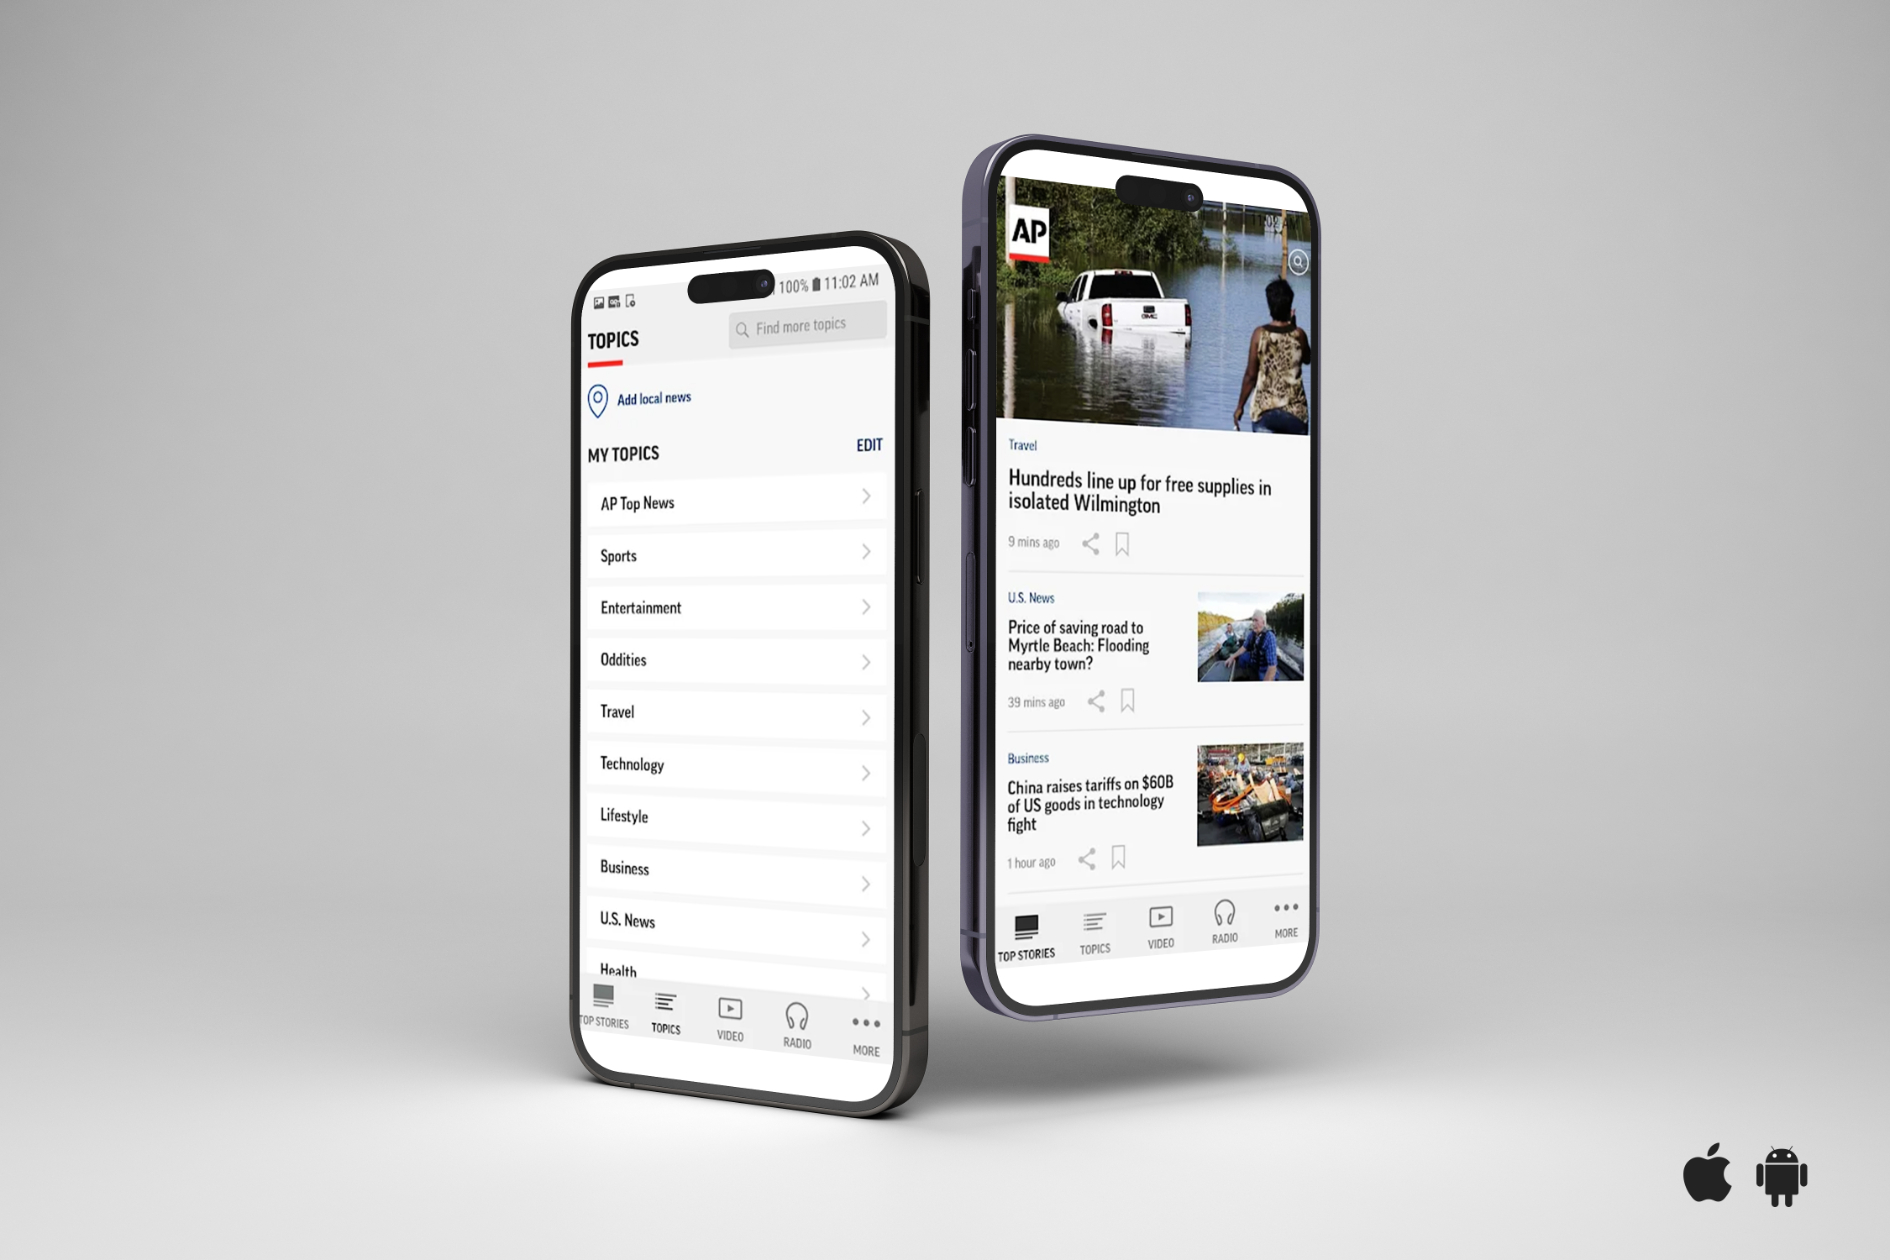 100% 11:02 AM
TOPICS
Find more topics
Add local news
MY TOPICS
EDIT
AP Top News
Sports
Entertainment
Oddities
Travel
Technology
Lifestyle
Business
U.S. News
Health
TOP STORIES
TOPICS
VIDEO
RADIO
MORE
AP
GMC
Travel
Hundreds line up for free supplies in
isolated Wilmington
9 mins ago
U.S. News
Price of saving road to
Myrtle Beach: Flooding
nearby town?
39 mins ago
Business
China raises tariffs on $60B
of US goods in technology
fight
1 hour ago
TOP STORIES
TOPICS
VIDEO
RADIO
MORE